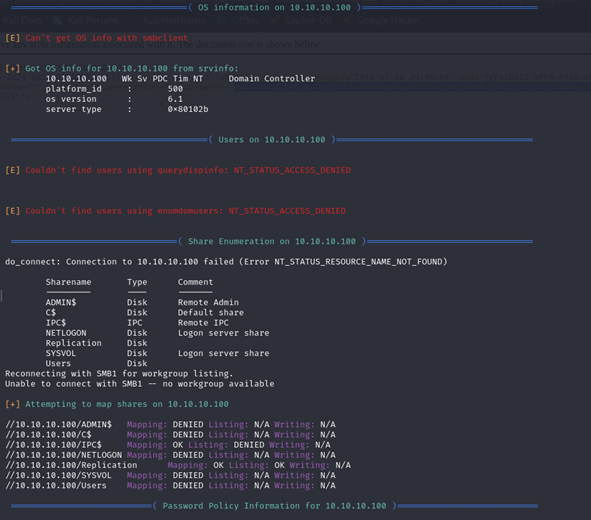 ( OS information on 10.10.10.100 )
[E] Can't get OS info with smbclient
[+] Got OS info for 10.10.10.100 from srvinfo:
10.10.10.100 Wk Sv PDC Tim NT Domain Controller
platform_id : 500
os version : 6.1
server type : 0×80102b
( Users on 10.10.10.100 )
[E] Couldn't find users using querydispinfo: NT_STATUS_ACCESS_DENIED
[E] Couldn't find users using enumdomusers: NT_STATUS_ACCESS_DENIED
( Share Enumeration on 10.10.10.100 )
do_connect: Connection to 10.10.10.100 failed (Error NT_STATUS_RESOURCE_NAME_NOT_FOUND)
Sharename Type Comment
ADMIN$ Disk Remote Admin
C$ Disk Default share
IPC$ IPC Remote IPC
NETLOGON Disk Logon server share
Replication Disk
SYSVOL Disk Logon server share
Users Disk
Reconnecting with SMB1 for workgroup listing.
Unable to connect with SMB1 -- no workgroup available
[+] Attempting to map shares on 10.10.10.100
//10.10.10.100/ADMIN$ Mapping: DENIED Listing: N/A Writing: N/A
//10.10.10.100/C$ Mapping: DENIED Listing: N/A Writing: N/A
//10.10.10.100/IPC$ Mapping: OK Listing: DENIED Writing: N/A
//10.10.10.100/NETLOGON Mapping: DENIED Listing: N/A Writing: N/A
//10.10.10.100/Replication Mapping: OK Listing: OK Writing: N/A
//10.10.10.100/SYSVOL Mapping: DENIED Listing: N/A Writing: N/A
//10.10.10.100/Users Mapping: DENIED Listing: N/A Writing: N/A
( Password Policy Information for 10.10.10.100 )